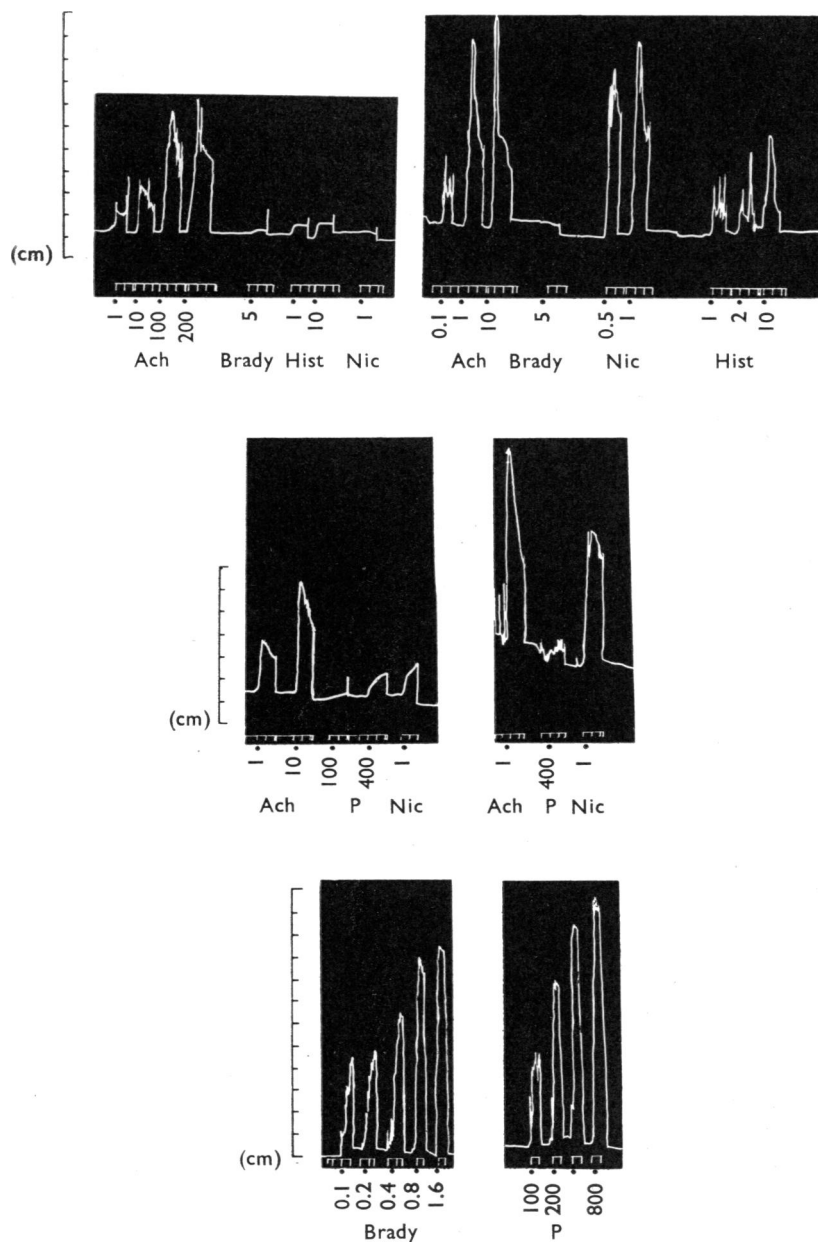 (cm)
1 10 100 200 5 1 10 1
Ach Brady Hist Nic
0.1 1 10 5 0.5 1 1 2 10
Ach Brady Nic Hist
(cm)
1 10 100 400 1
Ach P Nic
1 400 1
Ach P Nic
(cm)
0.1 0.2 0.4 0.8 1.6
Brady
100 200 800
P